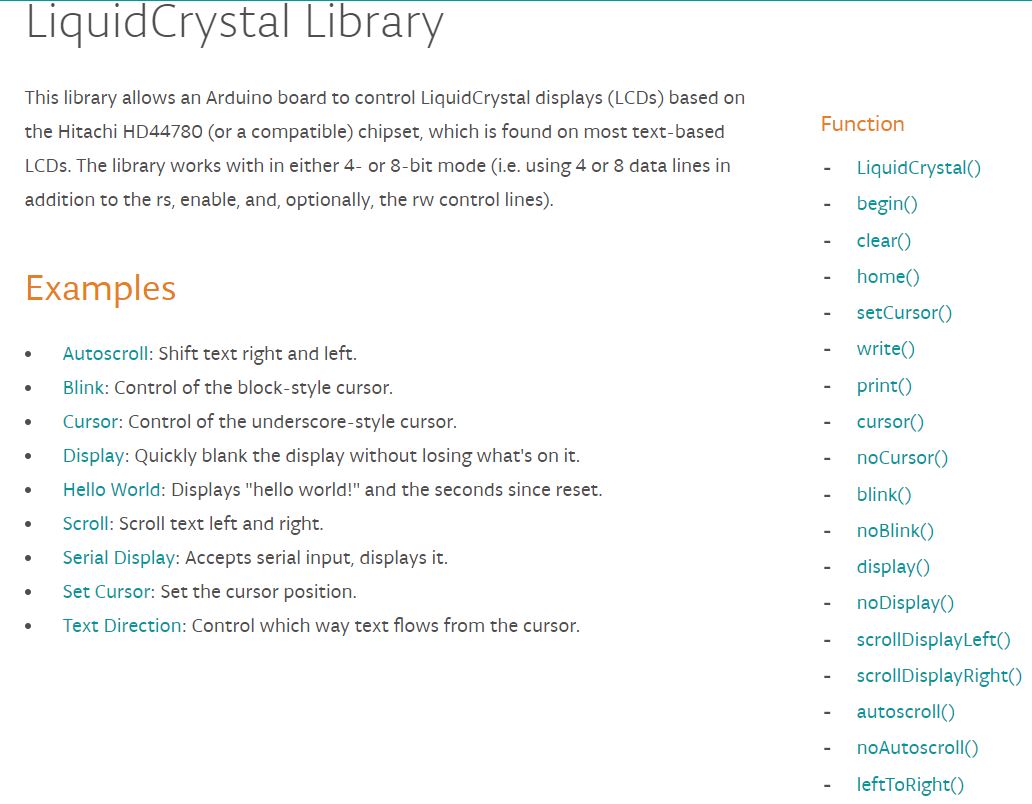 LiquidCrystal Library
This library allows an Arduino board to control LiquidCrystal displays (LCDs) based on
the Hitachi HD44780 (or a compatible) chipset, which is found on most text-based
LCDs. The library works with in either 4- or 8-bit mode (i.e. using 4 or 8 data lines in
addition to the rs, enable, and, optionally, the rw control lines).
Examples
• Autoscroll: Shift text right and left.
• Blink: Control of the block-style cursor.
• Cursor: Control of the underscore-style cursor.
• Display: Quickly blank the display without losing what's on it.
• Hello World: Displays "hello world!" and the seconds since reset.
• Scroll: Scroll text left and right.
• Serial Display: Accepts serial input, displays it.
• Set Cursor: Set the cursor position.
• Text Direction: Control which way text flows from the cursor.
Function
- LiquidCrystal()
- begin()
- clear()
- home()
- setCursor()
- write()
- print()
- cursor()
- noCursor()
- blink()
- noBlink()
- display()
- noDisplay()
- scrollDisplayLeft()
- scrollDisplayRight()
- autoscroll()
- noAutoscroll()
- leftToRight()